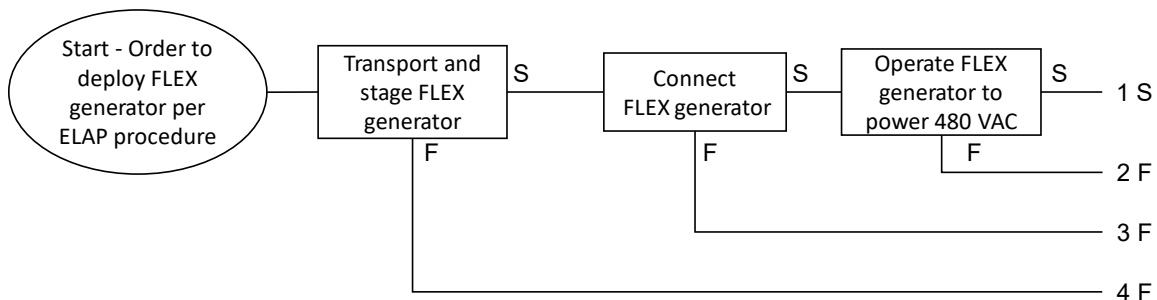 Start - Order to
deploy FLEX
generator per
ELAP procedure
Transport and
stage FLEX
generator
S
F
Connect
FLEX generator
S
F
Operate FLEX
generator to
power 480 VAC
S
F
1 S
2 F
3 F
4 F